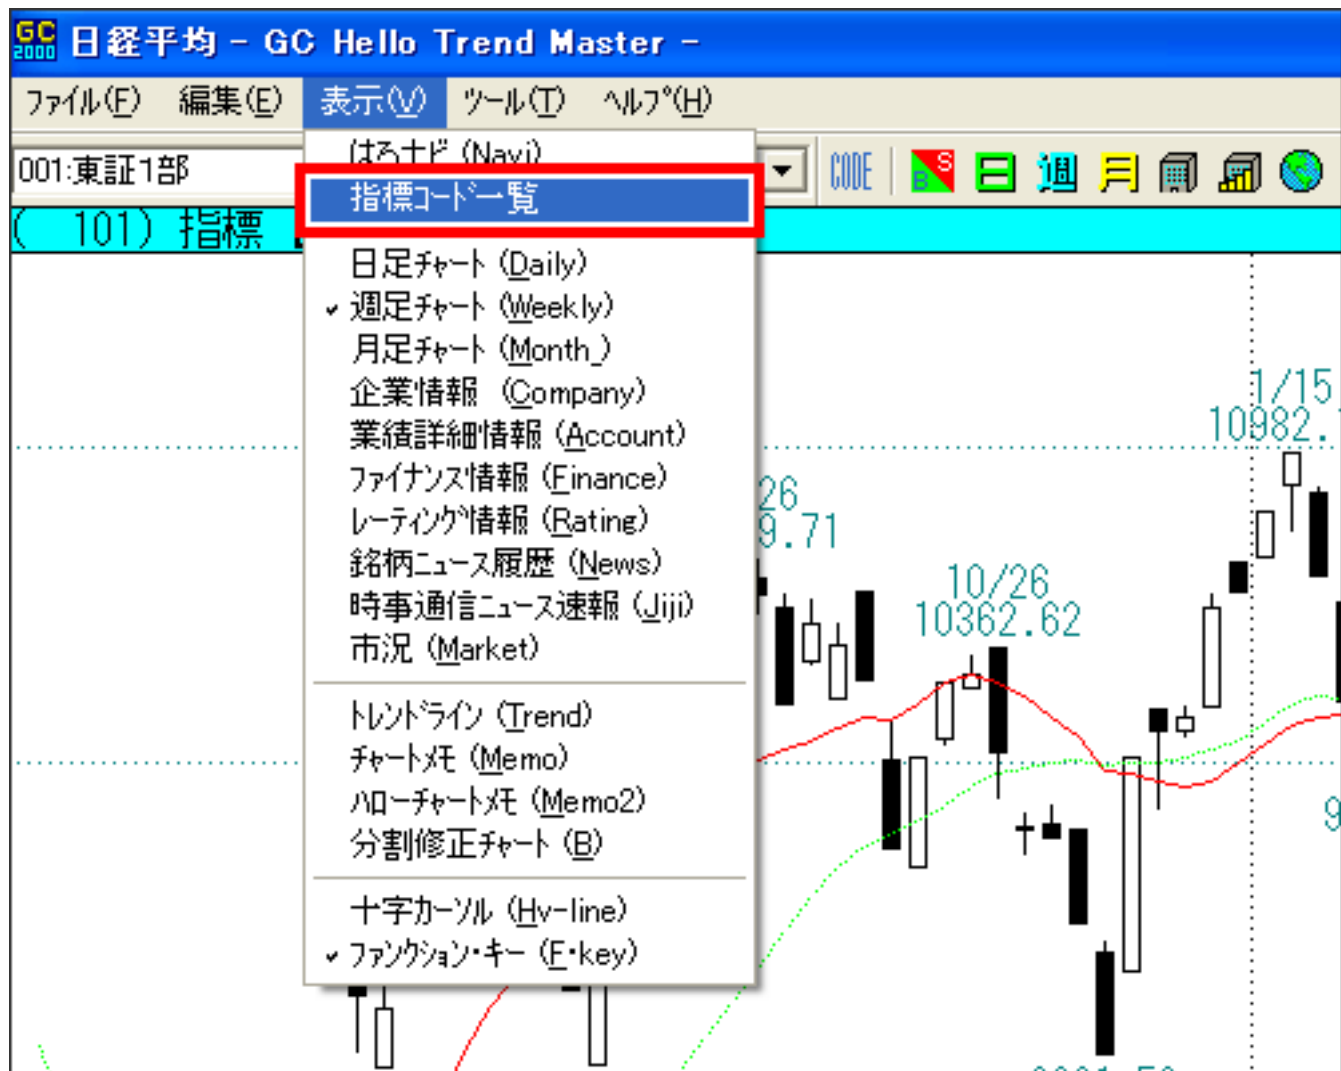 GC
2000
日経平均 - GC Hello Trend Master -
ファイル(F) 編集(E) 表示(V) ツール(T) ヘルプ(H)
001:東証1部
CODE
B S 日 週 月
( 101) 指標
はろナビ (Navi)
指標コード一覧
日足チャート (Daily)
✓ 週足チャート (Weekly)
月足チャート (Month_)
企業情報 (Company)
業績詳細情報 (Account)
ファイナンス情報 (Finance)
レーティング情報 (Rating)
銘柄ニュース履歴 (News)
時事通信ニュース速報 (Jiji)
市況 (Market)
トレンドライン (Trend)
チャートメモ (Memo)
ハローチャートメモ (Memo2)
分割修正チャート (B)
十字カーソル (Hv-line)
✓ ファンクション・キー (F・key)
1/15
10982.
26
9.71
10/26
10362.62
9